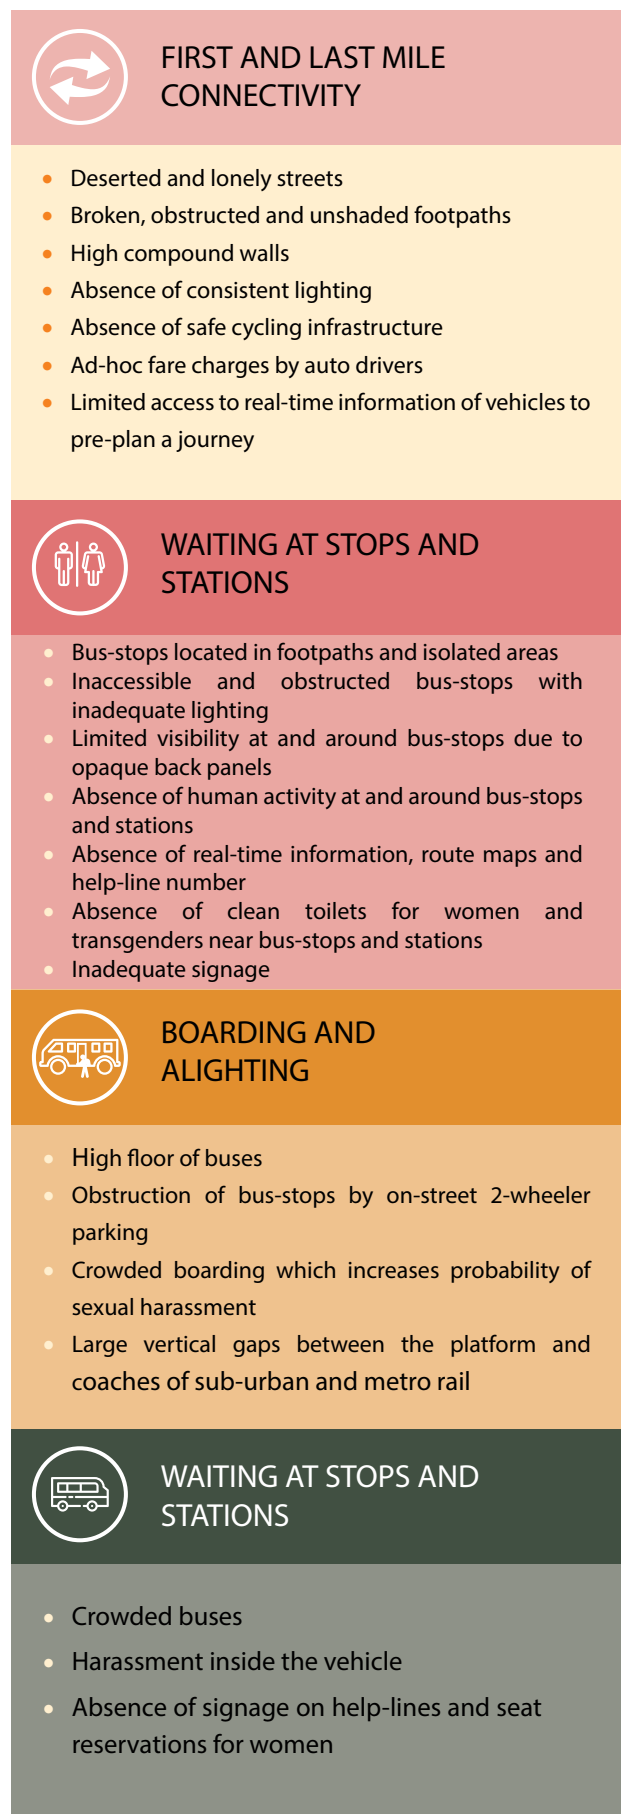 FIRST AND LAST MILE
CONNECTIVITY
• Deserted and lonely streets
• Broken, obstructed and unshaded footpaths
• High compound walls
• Absence of consistent lighting
• Absence of safe cycling infrastructure
• Ad-hoc fare charges by auto drivers
• Limited access to real-time information of vehicles to
pre-plan a journey
WAITING AT STOPS AND
STATIONS
• Bus-stops located in footpaths and isolated areas
• Inaccessible and obstructed bus-stops with
inadequate lighting
• Limited visibility at and around bus-stops due to
opaque back panels
• Absence of human activity at and around bus-stops
and stations
• Absence of real-time information, route maps and
help-line number
• Absence of clean toilets for women and
transgenders near bus-stops and stations
• Inadequate signage
BOARDING AND
ALIGHTING
• High floor of buses
• Obstruction of bus-stops by on-street 2-wheeler
parking
• Crowded boarding which increases probability of
sexual harassment
• Large vertical gaps between the platform and
coaches of sub-urban and metro rail
WAITING AT STOPS AND
STATIONS
• Crowded buses
• Harassment inside the vehicle
• Absence of signage on help-lines and seat
reservations for women